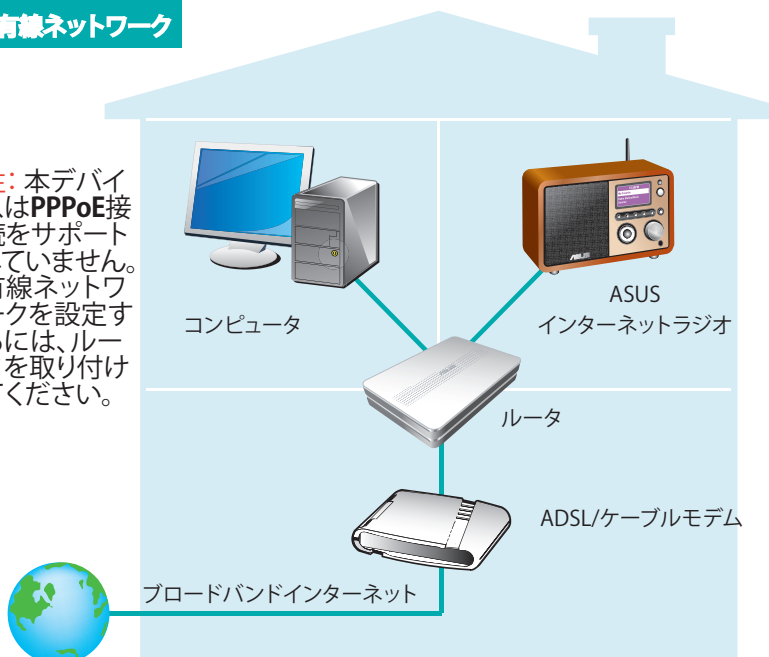 有線ネットワーク
注: 本デバイ
スはPPPoE接
続をサポート
していません。
有線ネットワ
ークを設定す
るには、ルー
タを取り付け
てください。
コンピュータ
ASUS
インターネットラジオ
ルータ
ADSL/ケーブルモデム
ブロードバンドインターネット